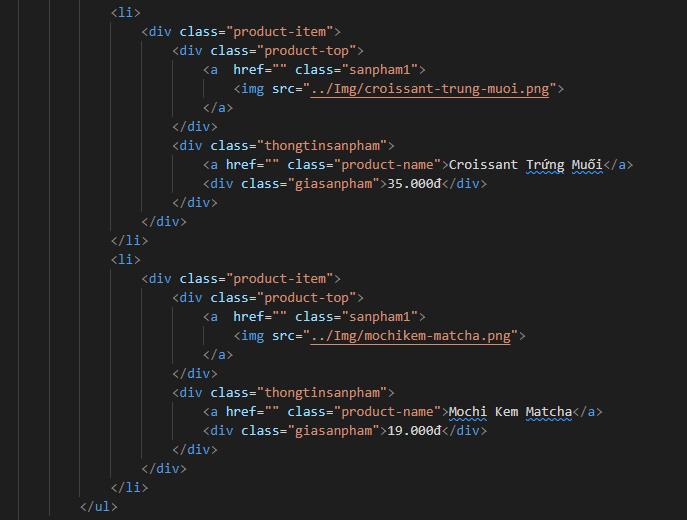 <li>
<div class="product-item">
<div class="product-top">
<a  href="" class="sanpham1">
<img src="../Img/croissant-trung-muoi.png">
</a>
</div>
<div class="thongtinsanpham">
<a href="" class="product-name">Croissant Trứng Muối</a>
<div class="giasanpham">35.000đ</div>
</div>
</div>
</li>
<li>
<div class="product-item">
<div class="product-top">
<a  href="" class="sanpham1">
<img src="../Img/mochikem-matcha.png">
</a>
</div>
<div class="thongtinsanpham">
<a href="" class="product-name">Mochi Kem Matcha</a>
<div class="giasanpham">19.000đ</div>
</div>
</div>
</li>
</ul>